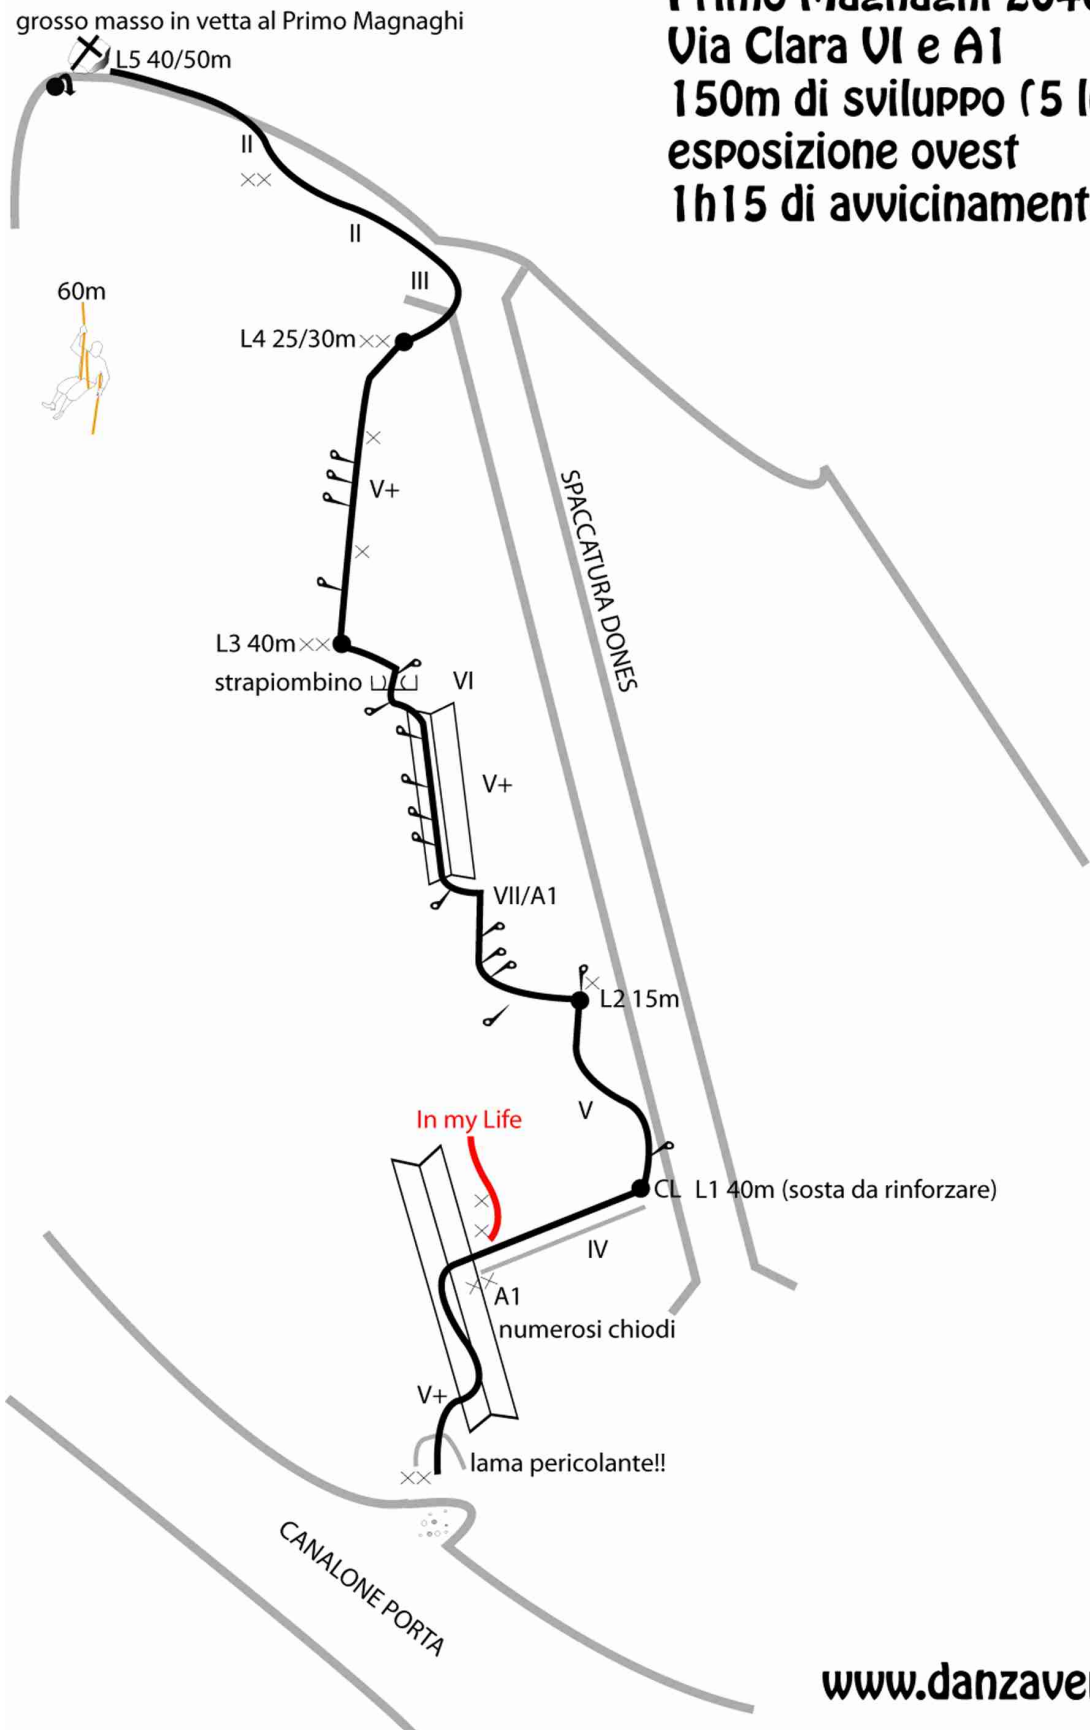 grosso masso in vetta al Primo Magnaghi
Primo Magnaghi
Via Clara VI e A1
150m di sviluppo (5
esposizione ovest
1h15 di avvicinament
L5 40/50m
II
II
III
60m
L4 25/30m
V+
SPACCATURA DONES
L3 40m
strapiombino
VI
V+
VII/A1
L2 15m
V
In my Life
CL L1 40m (sosta da rinforzare)
IV
A1
numerosi chiodi
V+
lama pericolante!!
CANALONE PORTA
www.danzave